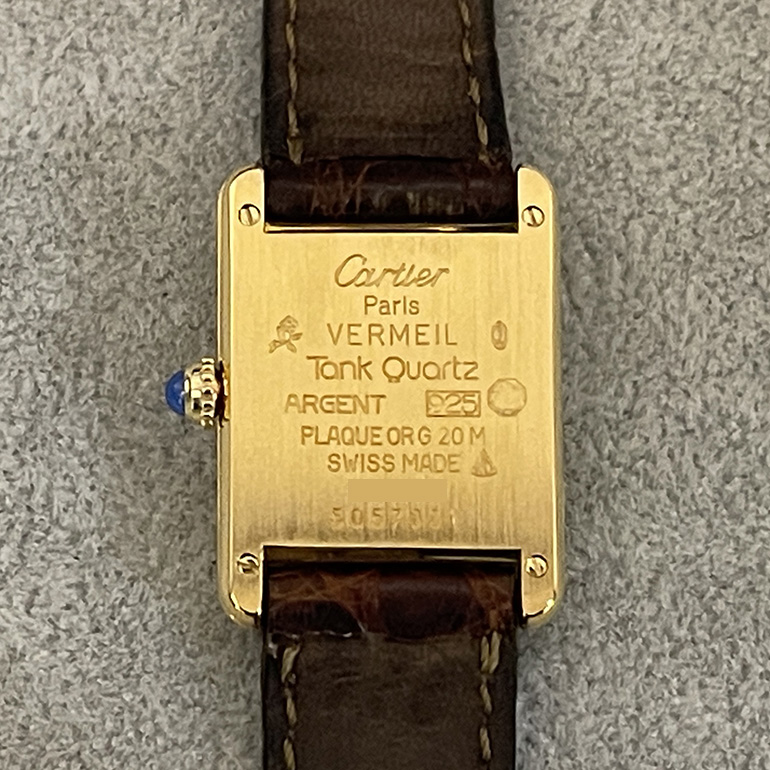 Cartier
Paris
VERMEIL
Tank Quartz
ARGENT 925
PLAQUE OR G 20 M
SWISS MADE